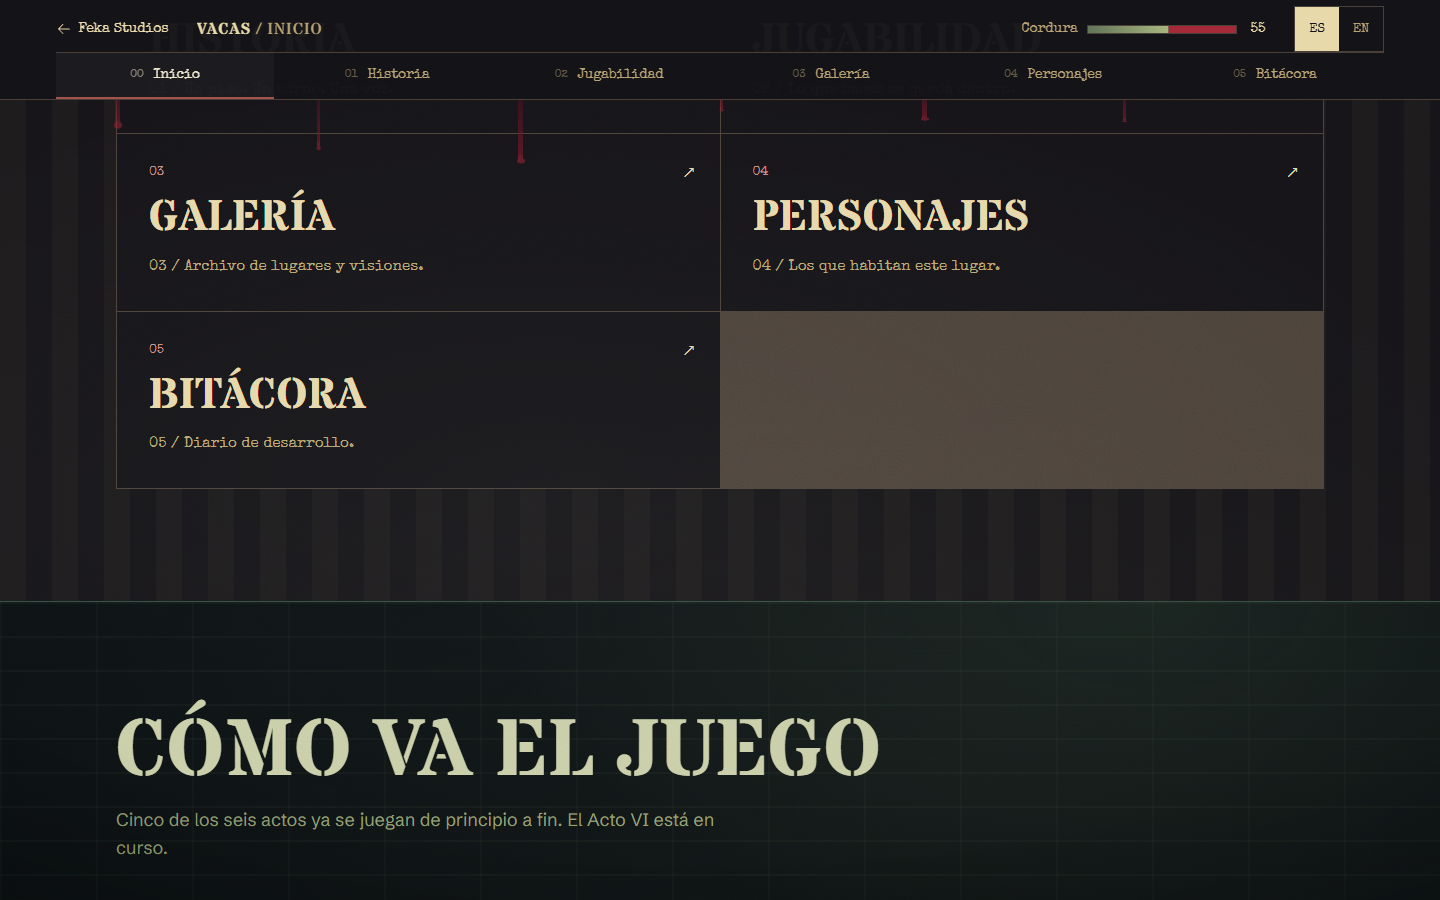 ← Feka Studios VACAS / INICIO Cordura 55 ES EN
HISTORIA JUGABILIDAD
00 Inicio 01 Historia 02 Jugabilidad 03 Galería 04 Personajes 05 Bitácora
03 ↗
GALERÍA
03 / Archivo de lugares y visiones.
04 ↗
PERSONAJES
04 / Los que habitan este lugar.
05 ↗
BITÁCORA
05 / Diario de desarrollo.
CÓMO VA EL JUEGO
Cinco de los seis actos ya se juegan de principio a fin. El Acto VI está en
curso.